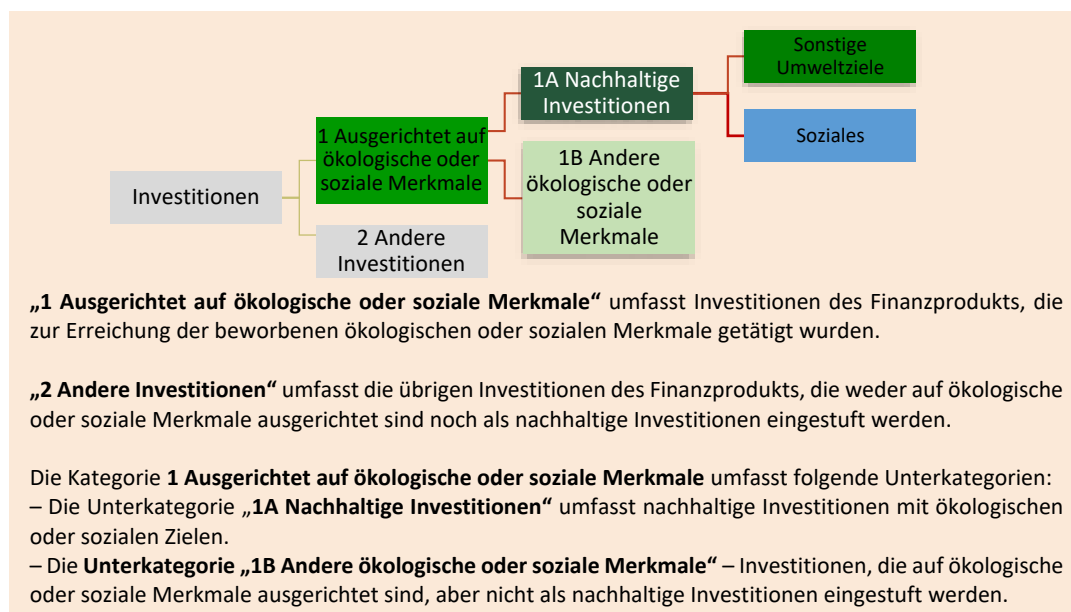 Sonstige
Umweltziele
1A Nachhaltige
Investitionen
1 Ausgerichtet auf
ökologische oder
soziale Merkmale
Soziales
1B Andere
ökologische oder
soziale
Merkmale
Investitionen
2 Andere
Investitionen
„1 Ausgerichtet auf ökologische oder soziale Merkmale“ umfasst Investitionen des Finanzprodukts, die
zur Erreichung der beworbenen ökologischen oder sozialen Merkmale getätigt wurden.
„2 Andere Investitionen“ umfasst die übrigen Investitionen des Finanzprodukts, die weder auf ökologische
oder soziale Merkmale ausgerichtet sind noch als nachhaltige Investitionen eingestuft werden.
Die Kategorie 1 Ausgerichtet auf ökologische oder soziale Merkmale umfasst folgende Unterkategorien:
– Die Unterkategorie „1A Nachhaltige Investitionen“ umfasst nachhaltige Investitionen mit ökologischen
oder sozialen Zielen.
– Die Unterkategorie „1B Andere ökologische oder soziale Merkmale“ – Investitionen, die auf ökologische
oder soziale Merkmale ausgerichtet sind, aber nicht als nachhaltige Investitionen eingestuft werden.